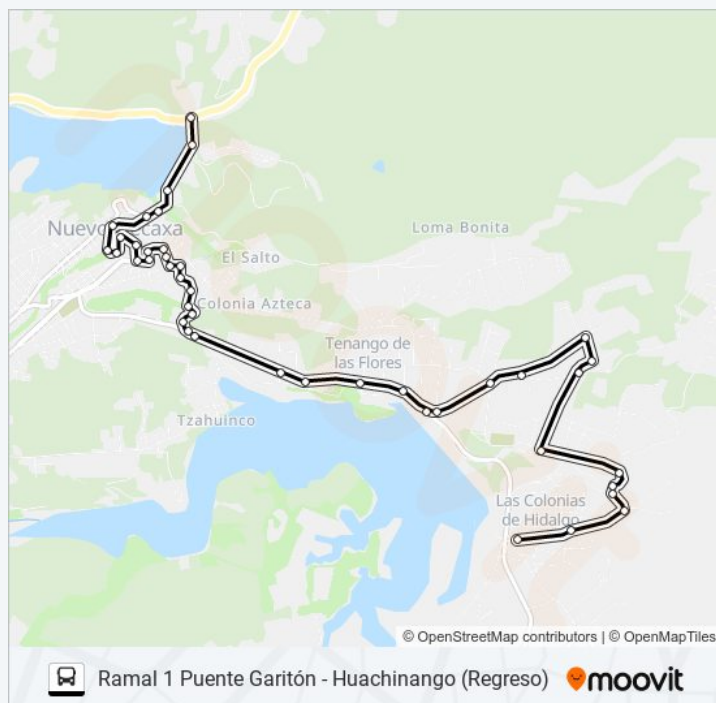 Loma Bonita
Nuevo caxa
El Salto
Colonia Azteca
Tenango de
las Flores
Tzahuinco
Las Colonias
de Hidalgo
© OpenStreetMap contributors | © OpenMapTiles
Ramal 1 Puente Garitón - Huachinango (Regreso)
moovit